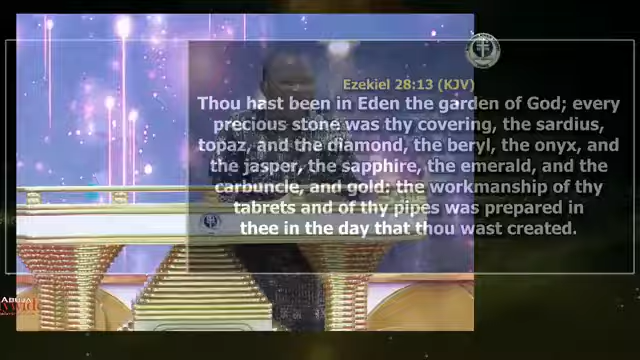 Ezekiel 28:13 (KJV)
Thou hast been in Eden the garden of God; every
precious stone was thy covering, the sardius,
topaz, and the diamond, the beryl, the onyx, and
the jasper, the sapphire, the emerald, and the
carbuncle, and gold: the workmanship of thy
tabrets and of thy pipes was prepared in
thee in the day that thou wast created.
ABUJA